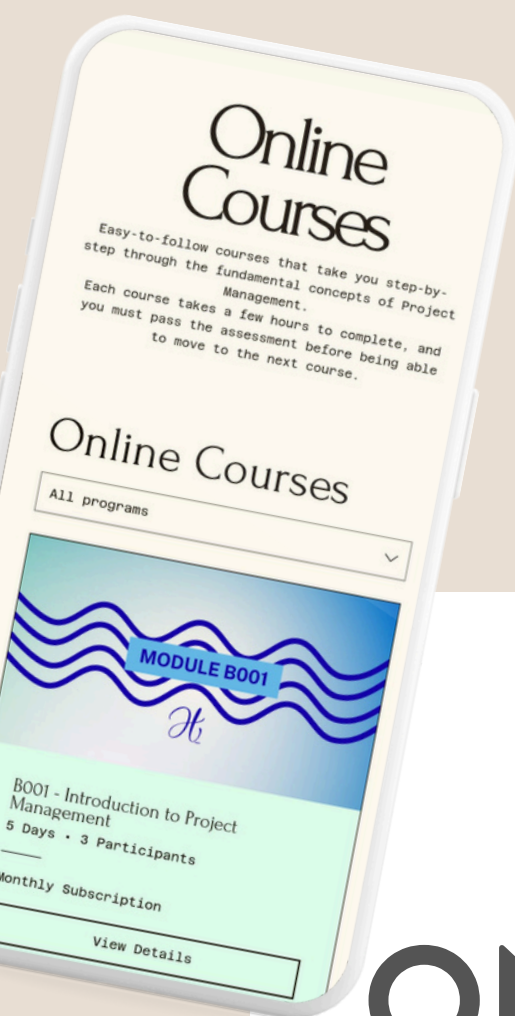 Online
Courses
Easy-to-follow courses that take you step-by-
step through the fundamental concepts of Project
Management.
Each course takes a few hours to complete, and
you must pass the assessment before being able
to move to the next course.
Online Courses
All programs
MODULE B001
B001 - Introduction to Project
Management
5 Days • 3 Participants
Monthly Subscription
View Details